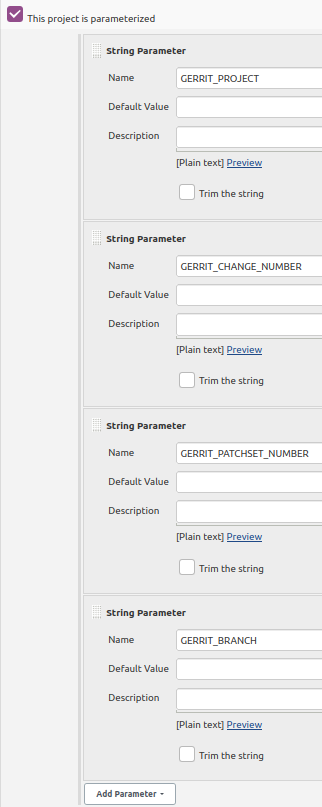 This project is parameterized
String Parameter
Name GERRIT_PROJECT
Default Value
Description
[Plain text] Preview
Trim the string
String Parameter
Name GERRIT_CHANGE_NUMBER
Default Value
Description
[Plain text] Preview
Trim the string
String Parameter
Name GERRIT_PATCHSET_NUMBER
Default Value
Description
[Plain text] Preview
Trim the string
String Parameter
Name GERRIT_BRANCH
Default Value
Description
[Plain text] Preview
Trim the string
Add Parameter